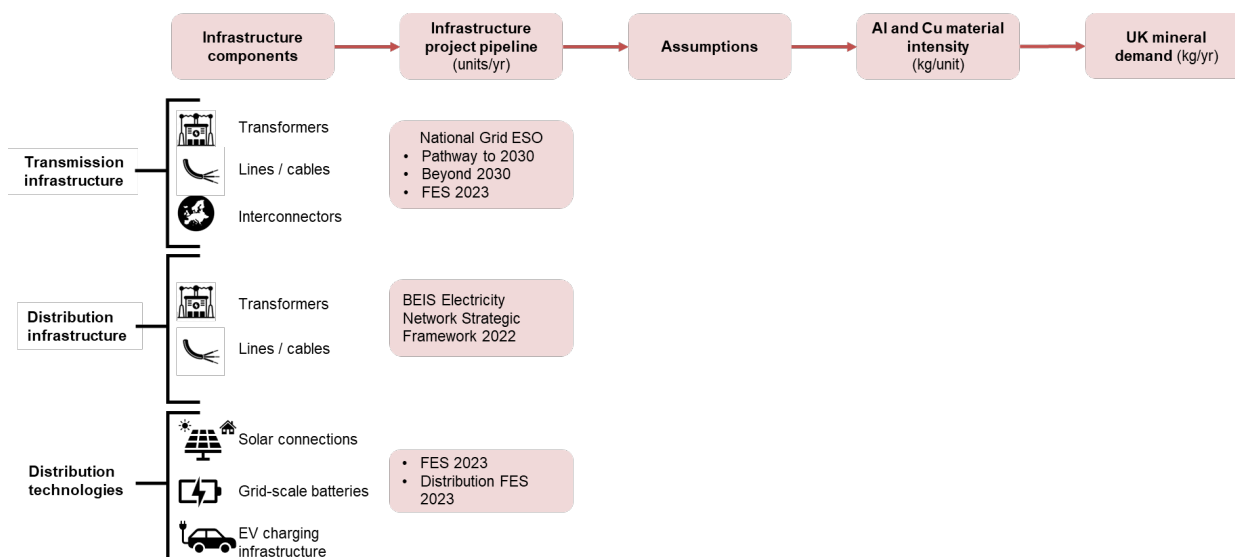 Infrastructure
components
Infrastructure
project pipeline
(units/yr)
Assumptions
Al and Cu material
intensity
(kg/unit)
UK mineral
demand (kg/yr)
Transmission
infrastructure
Transformers
Lines / cables
Interconnectors
National Grid ESO
• Pathway to 2030
• Beyond 2030
• FES 2023
Distribution
infrastructure
Transformers
Lines / cables
BEIS Electricity
Network Strategic
Framework 2022
Distribution
technologies
Solar connections
Grid-scale batteries
EV charging
infrastructure
• FES 2023
• Distribution FES
2023